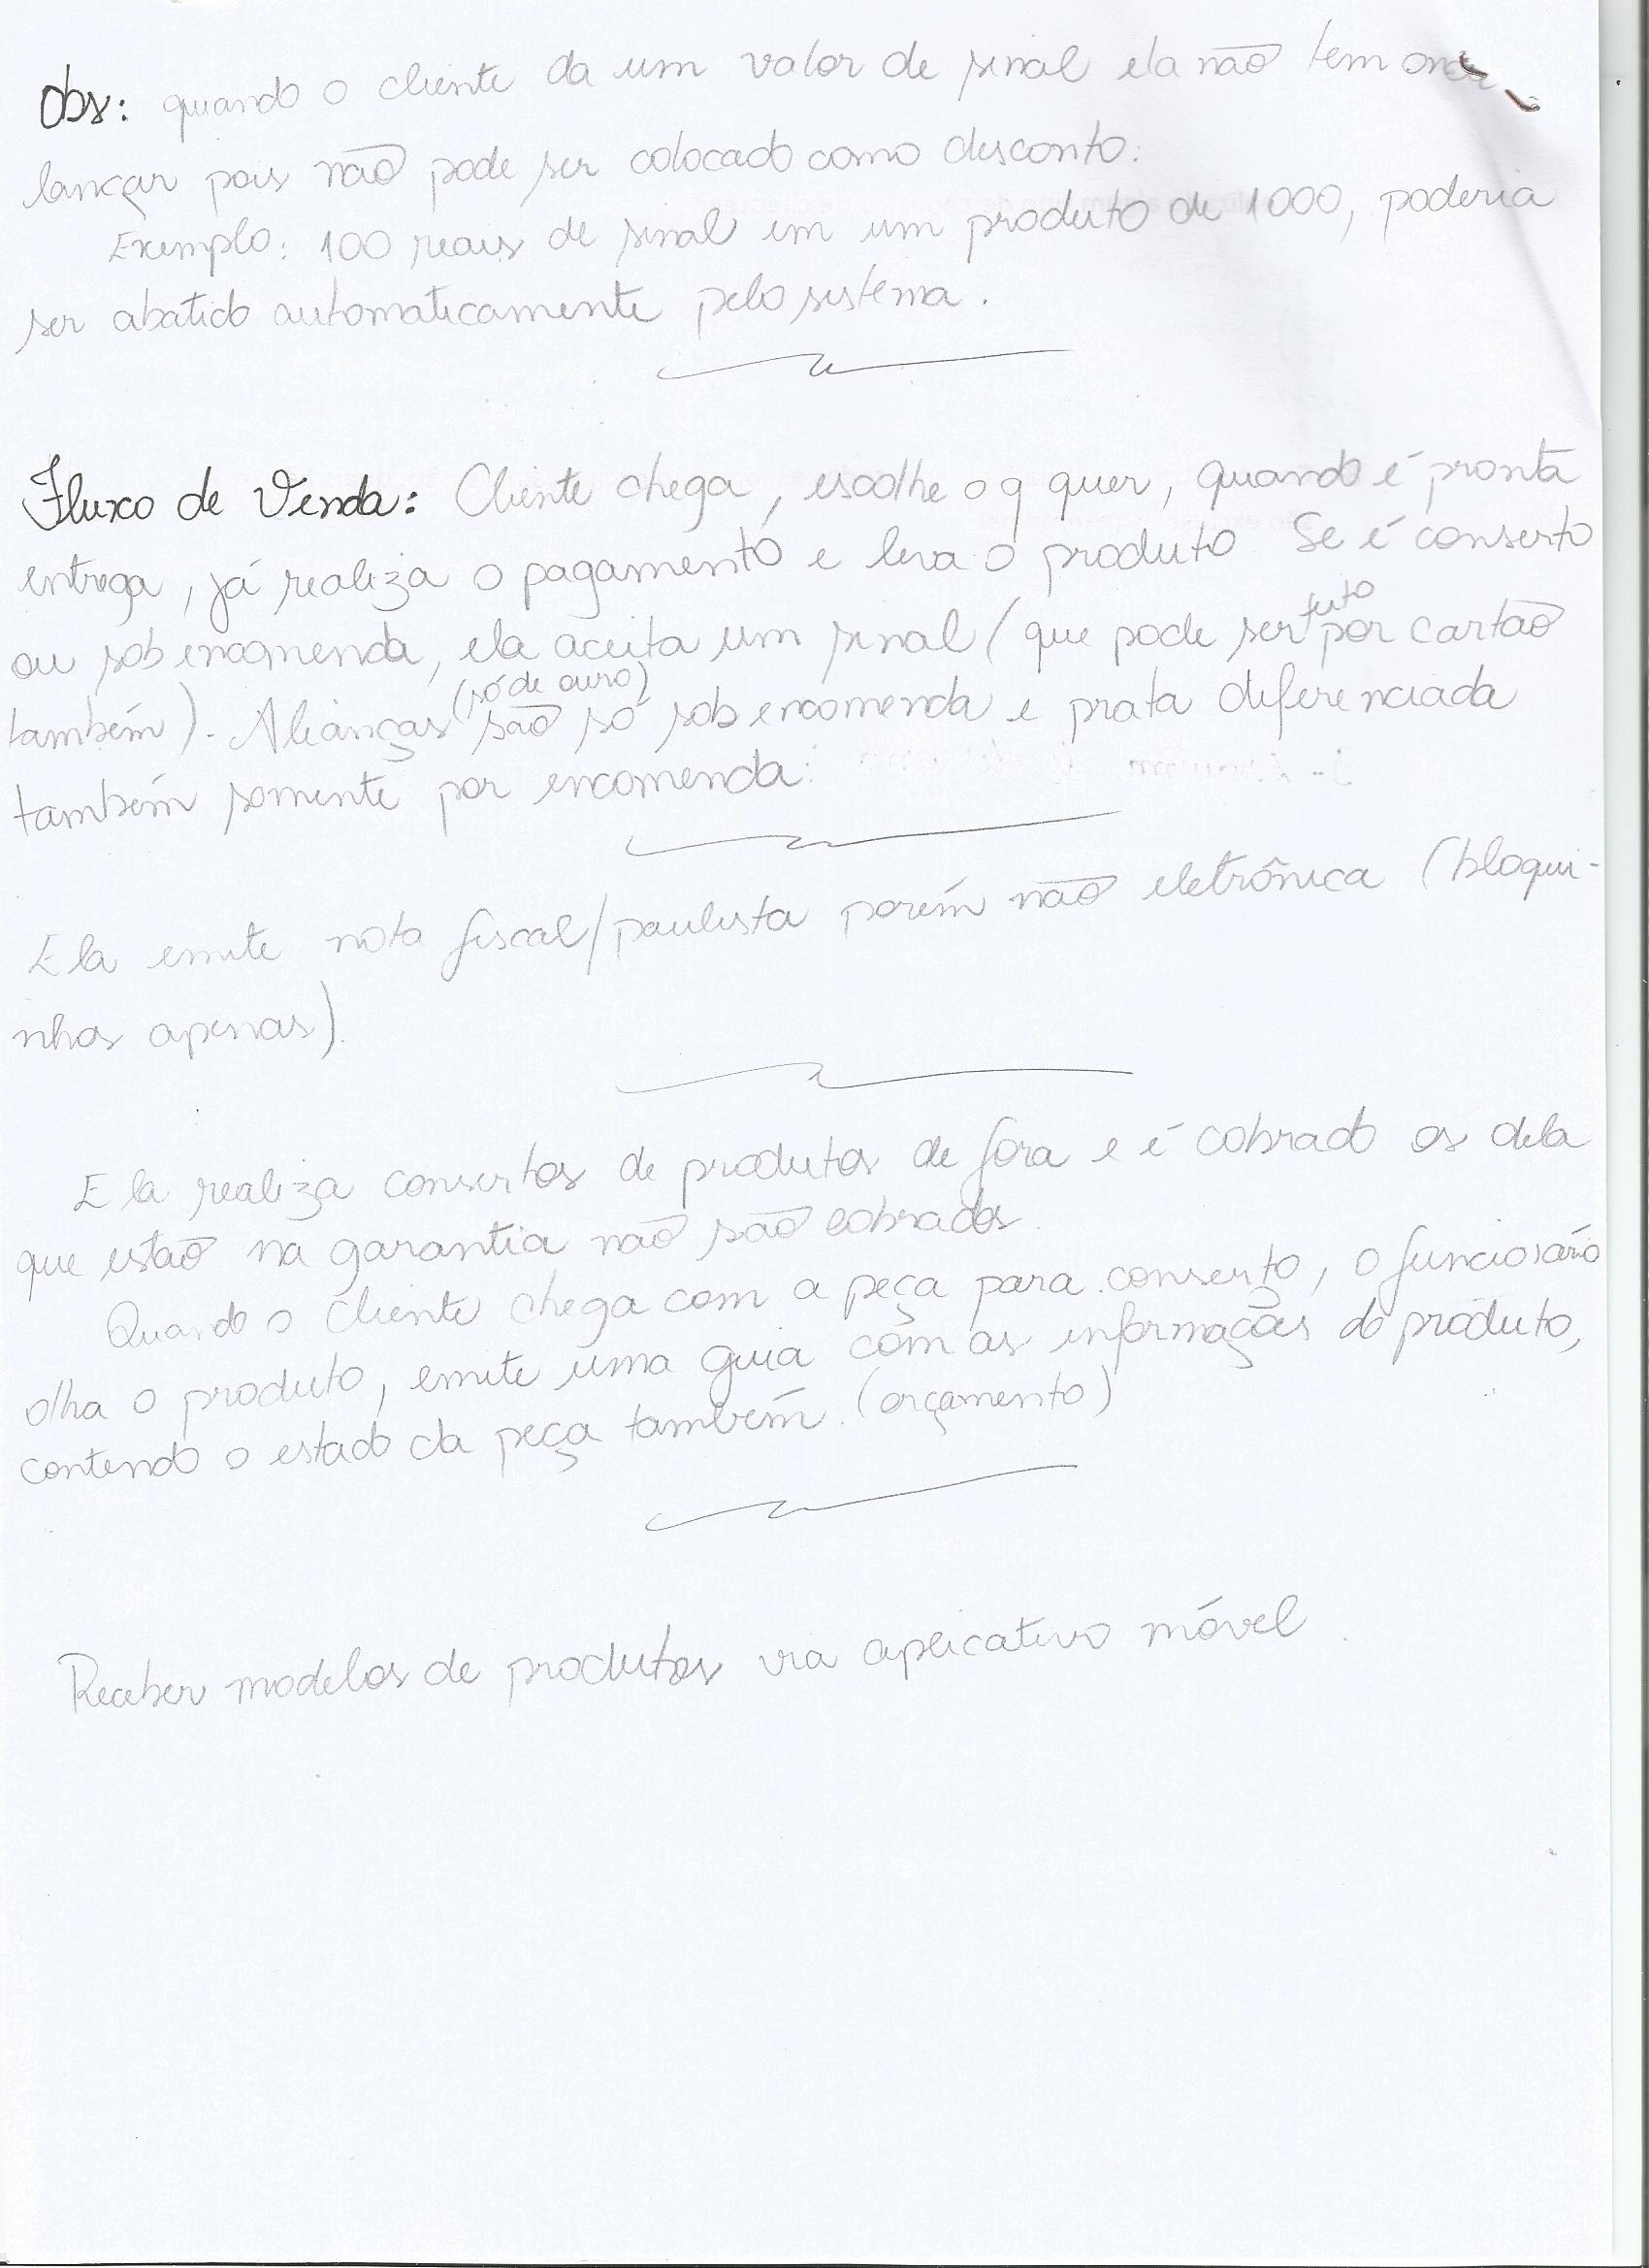 Obs: quando o cliente da um valor de sinal ela não tem onde
lançar pois não pode ser colocado como desconto.
Exemplo: 100 reais de sinal em um produto de 1000, poderia
ser abatido automaticamente pelo sistema.
Fluxo de Venda: Cliente chega, escolhe o q quer, quando é pronta
entrega, já realiza o pagamento e leva o produto. Se é conserto
ou sob encomenda, ela aceita um sinal (que pode ser feito por cartão
também). Alianças (só de ouro) são só sob encomenda e prata diferenciada
também somente por encomenda.
Ela emite nota fiscal/paulista porém não eletrônica (bloqui-
nhos apenas).
Ela realiza consertos de produtos de fora e é cobrado os dela
que estão na garantia não são cobrados.
Quando o cliente chega com a peça para conserto, o funcionário
olha o produto, emite uma guia com as informações do produto,
contendo o estado da peça também. (orçamento)
Receber modelos de produtos via aplicativo móvel.